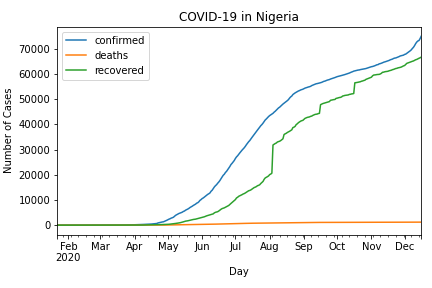 COVID-19 in Nigeria
confirmed
deaths
recovered
Number of Cases
70000
60000
50000
40000
30000
20000
10000
0
Feb Mar Apr May Jun Jul Aug Sep Oct Nov Dec
2020
Day